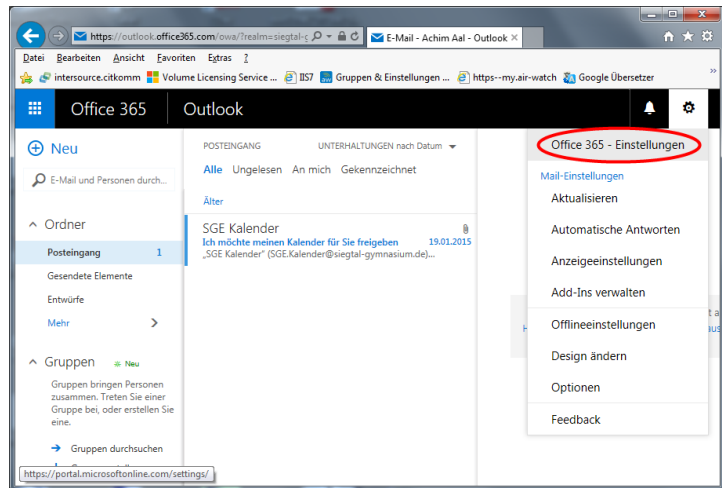 https://outlook.office365.com/owa/?realm=siegtal-g
E-Mail - Achim Aal - Outlook
Datei Bearbeiten Ansicht Favoriten Extras ?
intersource.citkomm Volume Licensing Service ... IIS7 Gruppen & Einstellungen ... https--my.air-watch Google Übersetzer »
Office 365 Outlook
Neu
E-Mail und Personen durch...
Ordner
Posteingang 1
Gesendete Elemente
Entwürfe
Mehr
Gruppen Neu
Gruppen bringen Personen
zusammen. Treten Sie einer
Gruppe bei, oder erstellen Sie
eine.
Gruppen durchsuchen
https://portal.microsoftonline.com/settings/
POSTEINGANG UNTERHALTUNGEN nach Datum
Alle Ungelesen An mich Gekennzeichnet
Älter
SGE Kalender
Ich möchte meinen Kalender für Sie freigeben 19.01.2015
„SGE Kalender" (SGE.Kalender@siegtal-gymnasium.de)...
Office 365 - Einstellungen
Mail-Einstellungen
Aktualisieren
Automatische Antworten
Anzeigeeinstellungen
Add-Ins verwalten
Offlineeinstellungen
Design ändern
Optionen
Feedback